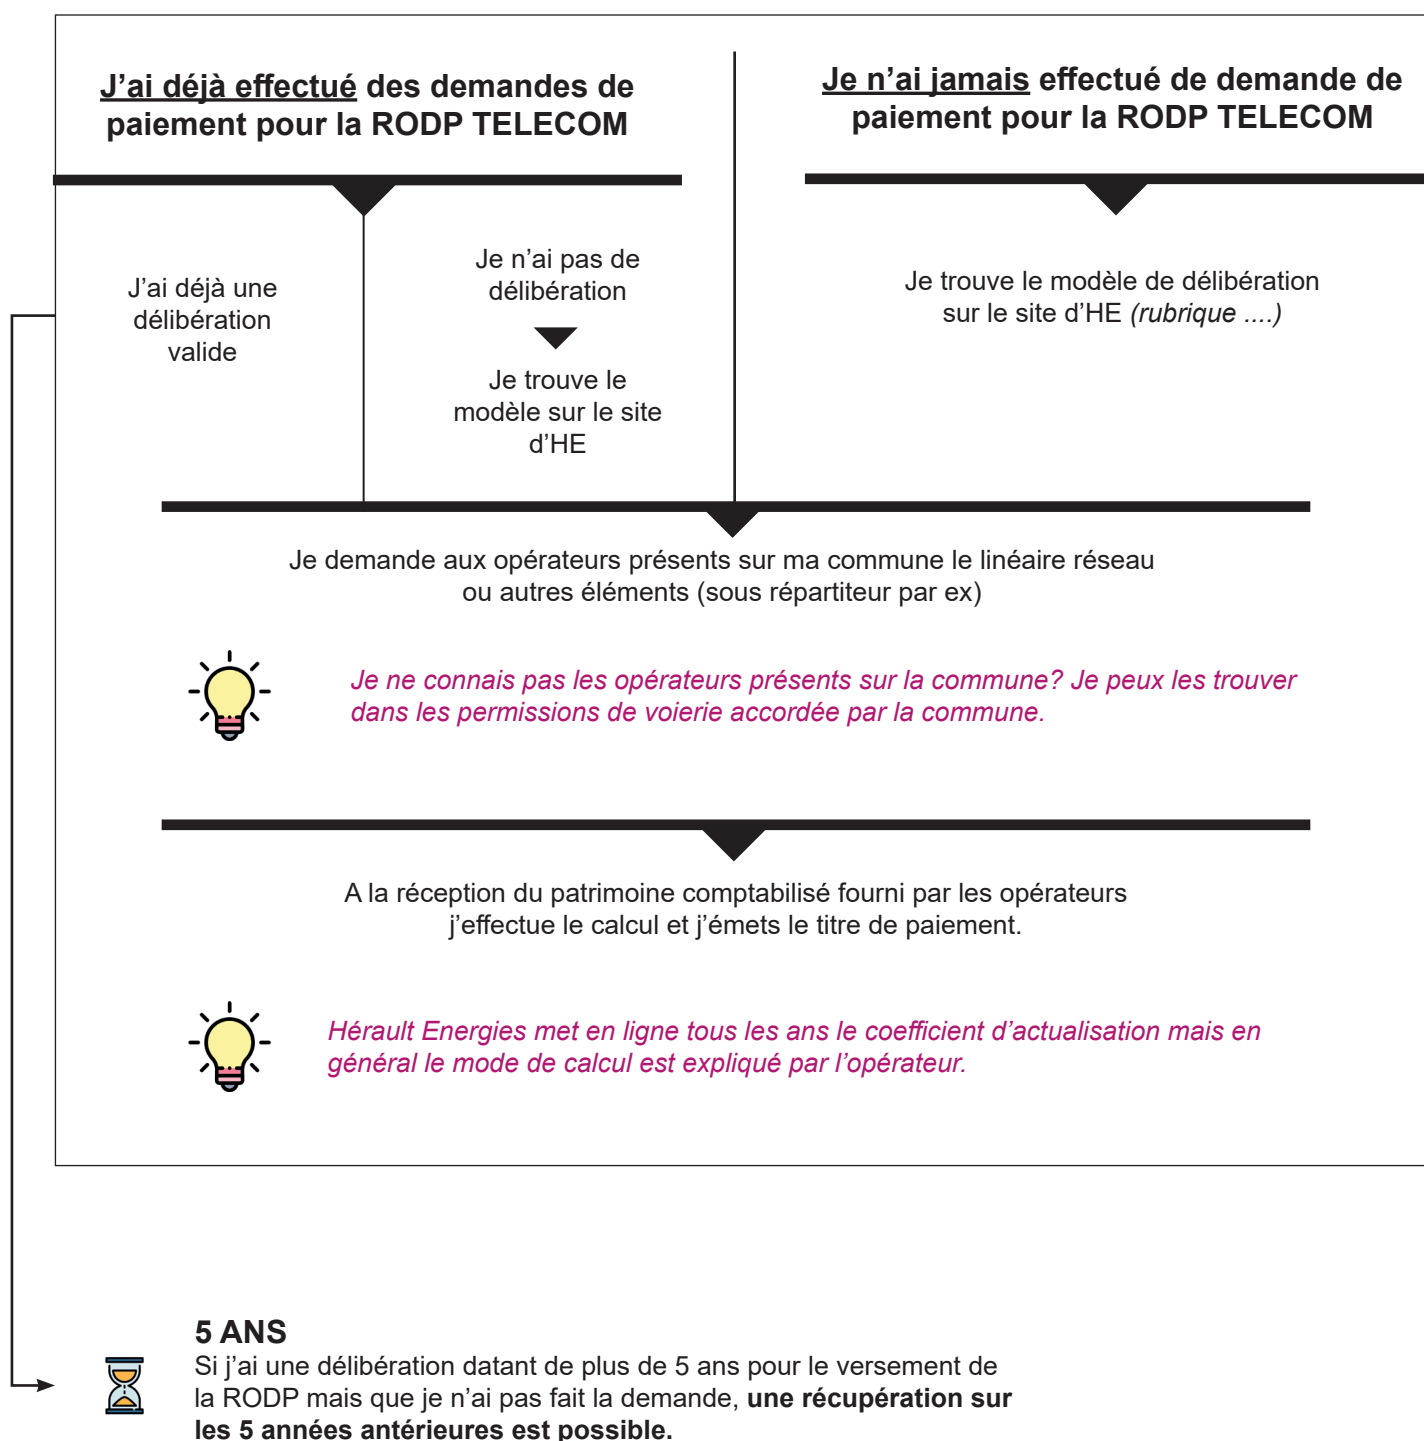 J'ai déjà effectué des demandes de
paiement pour la RODP TELECOM
Je n'ai jamais effectué de demande de
paiement pour la RODP TELECOM
J'ai déjà une
délibération
valide
Je n'ai pas de
délibération
Je trouve le
modèle sur le site
d'HE
Je trouve le modèle de délibération
sur le site d'HE (rubrique ....)
Je demande aux opérateurs présents sur ma commune le linéaire réseau
ou autres éléments (sous répartiteur par ex)
Je ne connais pas les opérateurs présents sur la commune? Je peux les trouver
dans les permissions de voierie accordée par la commune.
A la réception du patrimoine comptabilisé fourni par les opérateurs
j'effectue le calcul et j'émets le titre de paiement.
Hérault Energies met en ligne tous les ans le coefficient d'actualisation mais en
général le mode de calcul est expliqué par l'opérateur.
5 ANS
Si j'ai une délibération datant de plus de 5 ans pour le versement de
la RODP mais que je n'ai pas fait la demande, une récupération sur
les 5 années antérieures est possible.